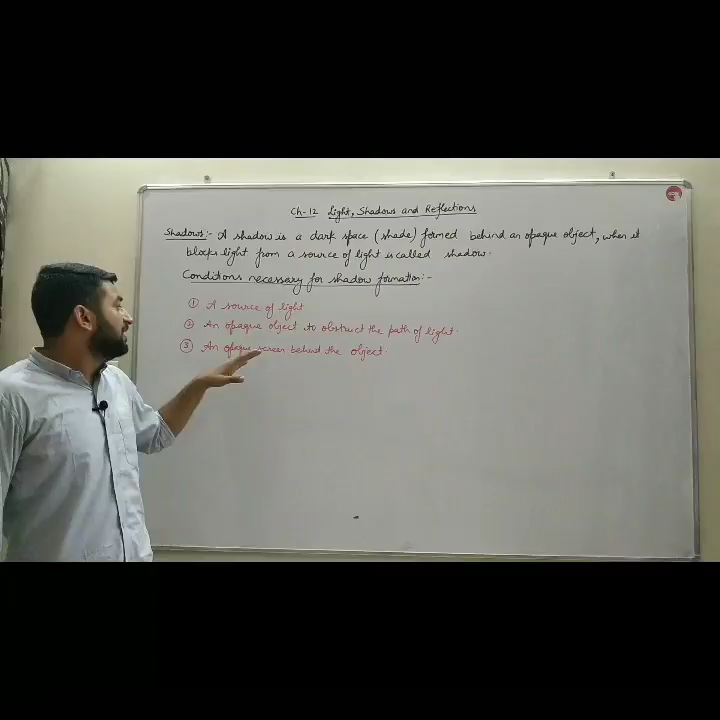 Ch-12 Light, Shadows and Reflections
Shadows:- A shadow is a dark space (shade) formed behind an opaque object, when it
blocks light from a source of light is called shadow.
Conditions necessary for shadow formation:-
① A source of light
② An opaque object to obstruct the path of light.
③ An opaque screen behind the object.